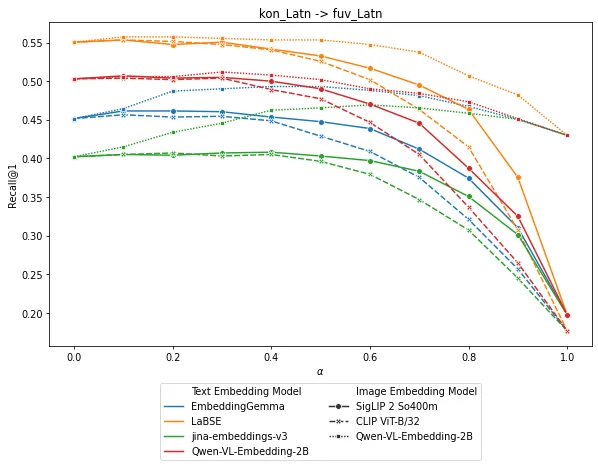 kon_Latn -> fuv_Latn
Recall@1
0.55
0.50
0.45
0.40
0.35
0.30
0.25
0.20
0.0 0.2 0.4 0.6 0.8 1.0
α
Text Embedding Model
EmbeddingGemma
LaBSE
jina-embeddings-v3
Qwen-VL-Embedding-2B
Image Embedding Model
SigLIP 2 So400m
CLIP ViT-B/32
Qwen-VL-Embedding-2B